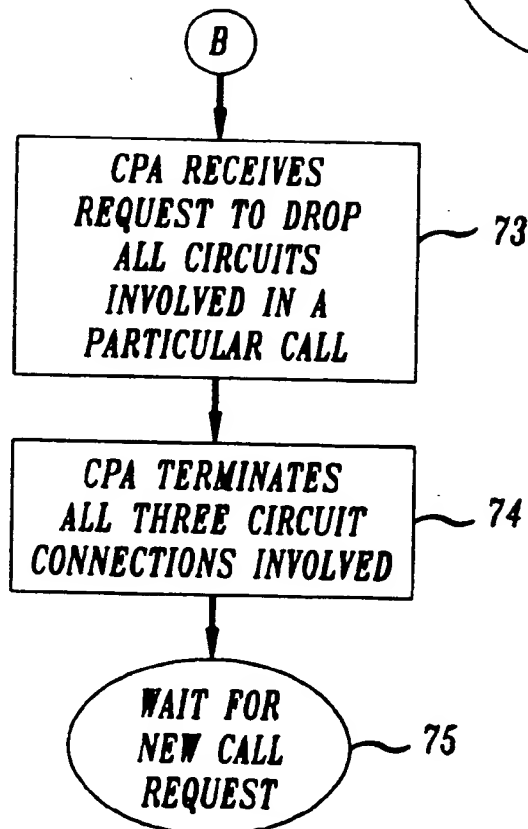 B
CPA RECEIVES
REQUEST TO DROP
ALL CIRCUITS
INVOLVED IN A
PARTICULAR CALL
73
CPA TERMINATES
ALL THREE CIRCUIT
CONNECTIONS INVOLVED
74
WAIT FOR
NEW CALL
REQUEST
75